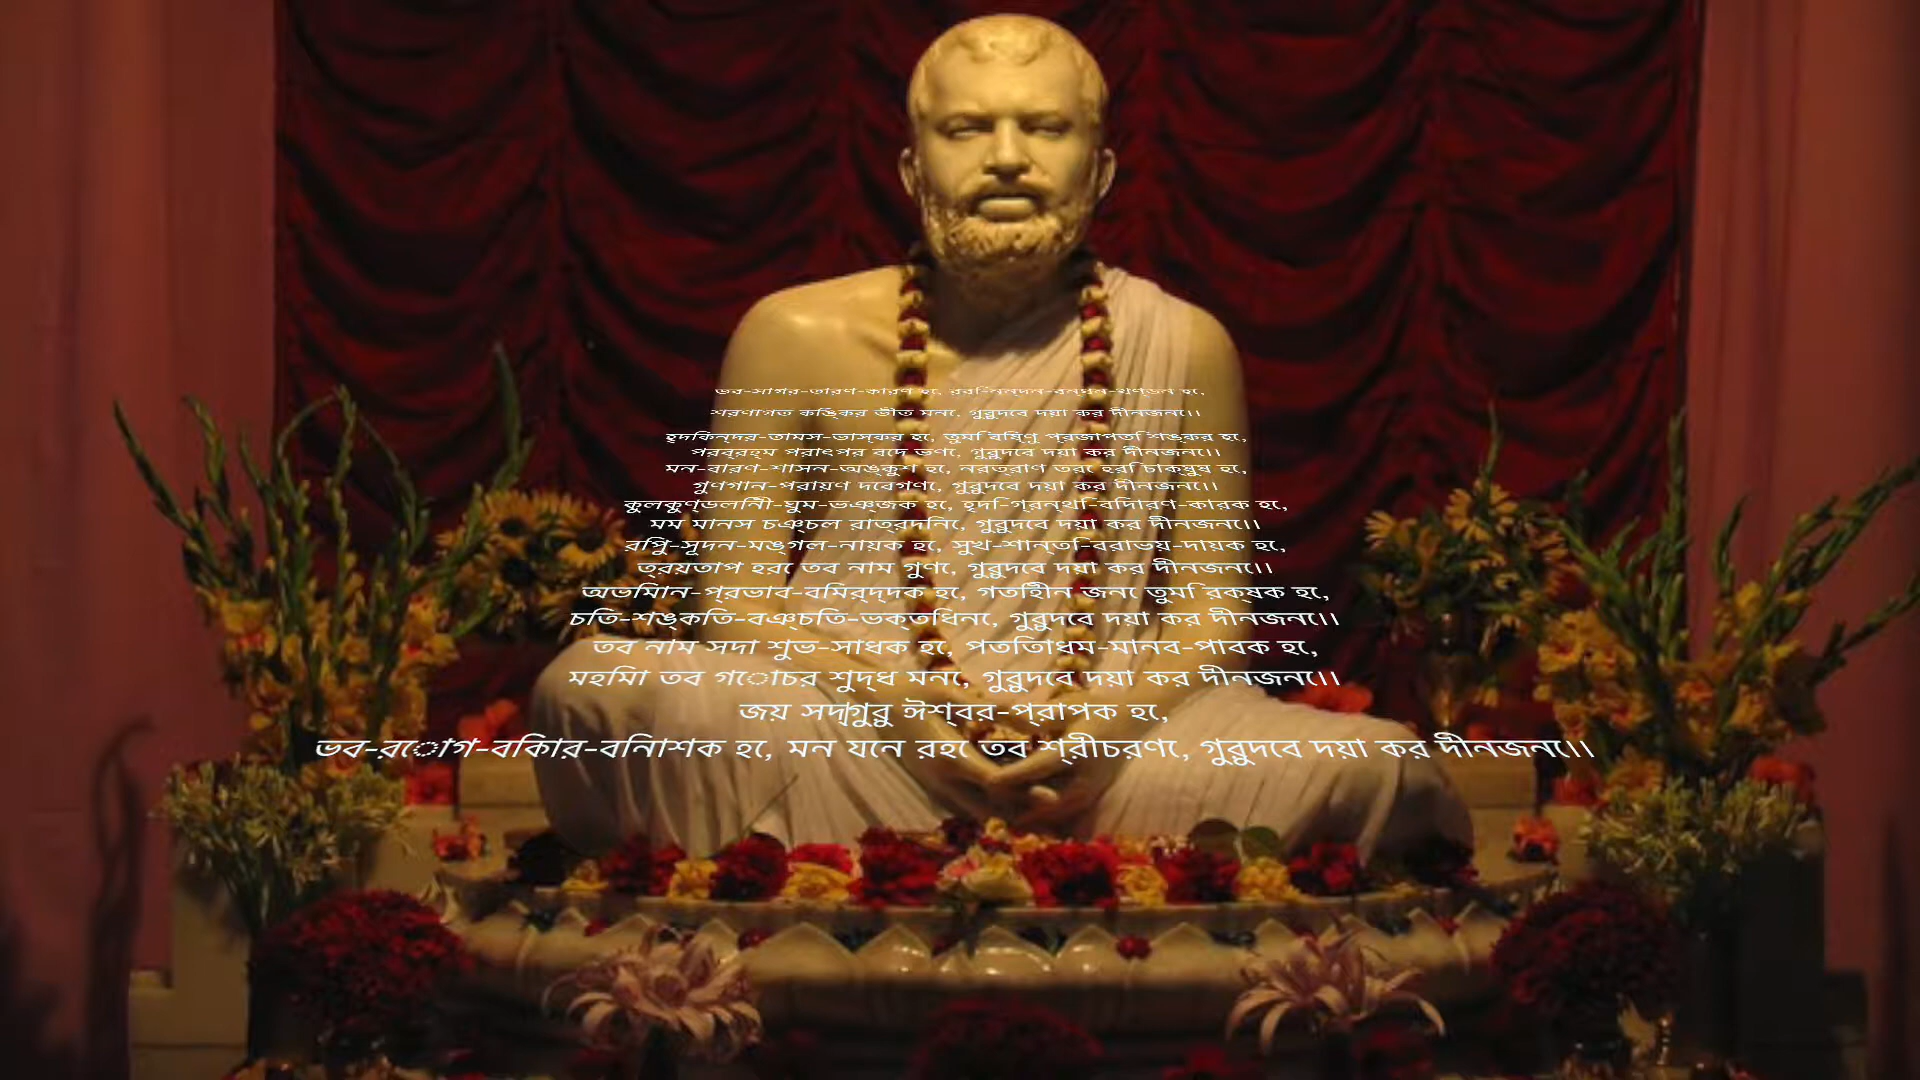 ভব-সাগর-তারণ-কারণ হে, রবি-নন্দন-বন্ধন-খণ্ডন হে,
শরণাগত কিঙ্কর ভীত মনে, গুরুদেব দয়া কর দীনজনে।।
হৃদিকন্দর-তামস-ভাস্কর হে, তুমি বিষ্ণু প্রজাপতি শঙ্কর হে,
পরব্রহ্ম পরাৎপর বেদ ভণে, গুরুদেব দয়া কর দীনজনে।।
মন-বারণ-শাসন-অঙ্কুশ হে, নরত্রাণ তরে হরি চাক্ষুষ হে,
গুণগান-পরায়ণ দেবগণে, গুরুদেব দয়া কর দীনজনে।।
কুলকুণ্ডলিনী-ঘুম-ভঞ্জক হে, হৃদি-গ্রন্থি-বিদারণ-কারক হে,
মম মানস চঞ্চল রাত্রদিনে, গুরুদেব দয়া কর দীনজনে।।
রিপু-সূদন-মঙ্গল-নায়ক হে, সুখ-শান্তি-বরাভয়-দায়ক হে,
ত্রয়তাপ হরে তব নাম গুণে, গুরুদেব দয়া কর দীনজনে।।
অভিমান-প্রভাব-বিমর্দ্দক হে, গতিহীন জনে তুমি রক্ষক হে,
চিত-শঙ্কিত-বঞ্চিত-ভক্তিধনে, গুরুদেব দয়া কর দীনজনে।।
তব নাম সদা শুভ-সাধক হে, পতিতাধম-মানব-পাবক হে,
মহিমা তব গোচর শুদ্ধ মনে, গুরুদেব দয়া কর দীনজনে।।
জয় সদ্গুরু ঈশ্বর-প্রাপক হে,
ভব-রোগ-বিকার-বিনাশক হে, মন যেন রহে তব শ্রীচরণে, গুরুদেব দয়া কর দীনজনে।।